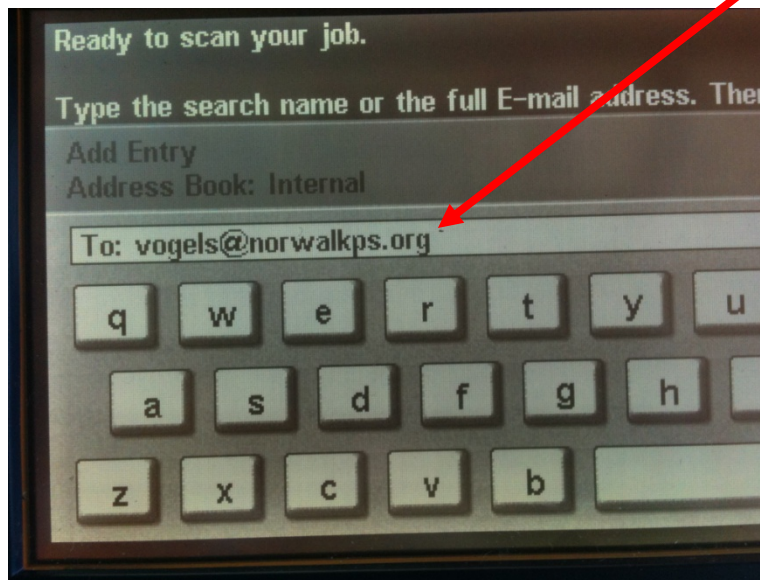 Ready to scan your job.
Type the search name or the full E-mail address. Then
Add Entry
Address Book: Internal
To: vogels@norwalkps.org
q w e r t y u
a s d f g h
z x c v b